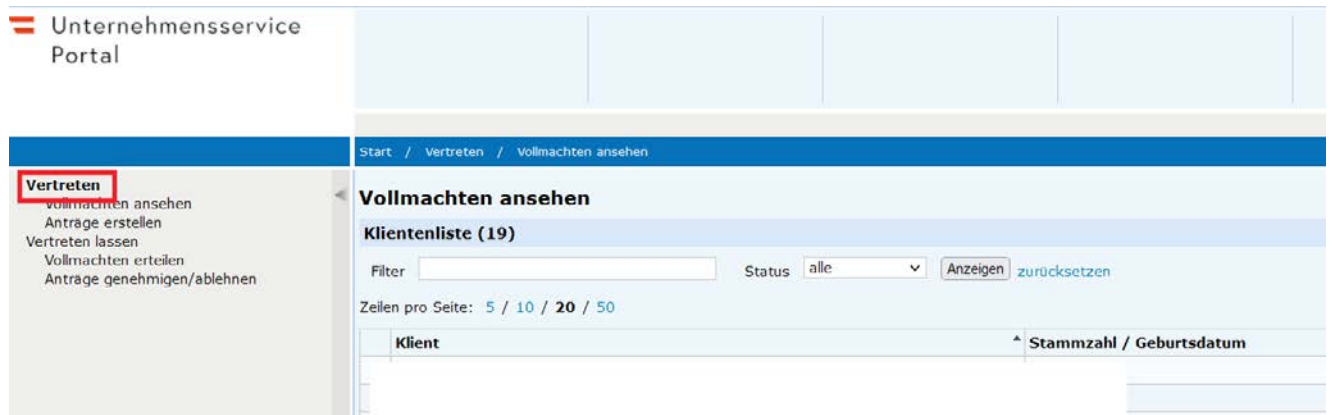 Unternehmensservice
Portal
Start / Vertreten / Vollmachten ansehen
Vertreten
Vollmachten ansehen
Anträge erstellen
Vertreten lassen
Vollmachten erteilen
Anträge genehmigen/ablehnen
Vollmachten ansehen
Klientenliste (19)
Filter Status alle Anzeigen zurücksetzen
Zeilen pro Seite: 5 / 10 / 20 / 50
Klient Stammzahl / Geburtsdatum